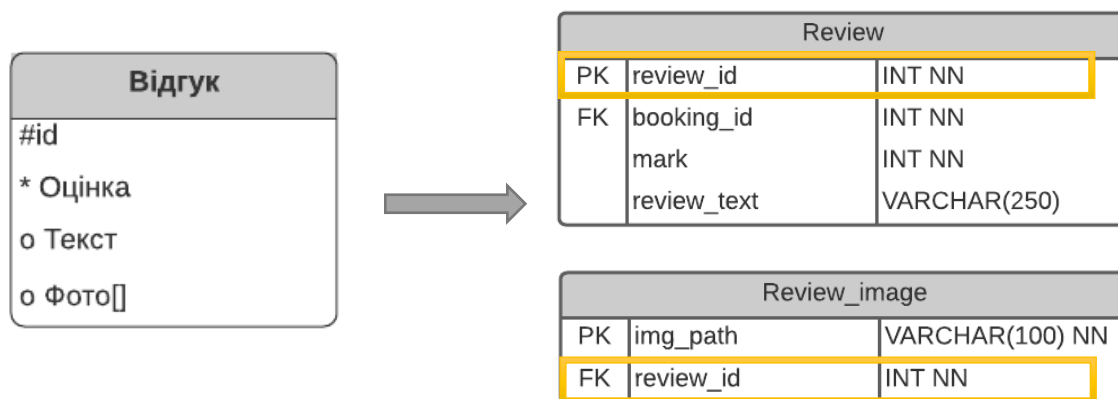 Відгук
#id
* Оцінка
o Текст
o Фото[]
Review
PK review_id INT NN
FK booking_id INT NN
mark INT NN
review_text VARCHAR(250)
Review_image
PK img_path VARCHAR(100) NN
FK review_id INT NN